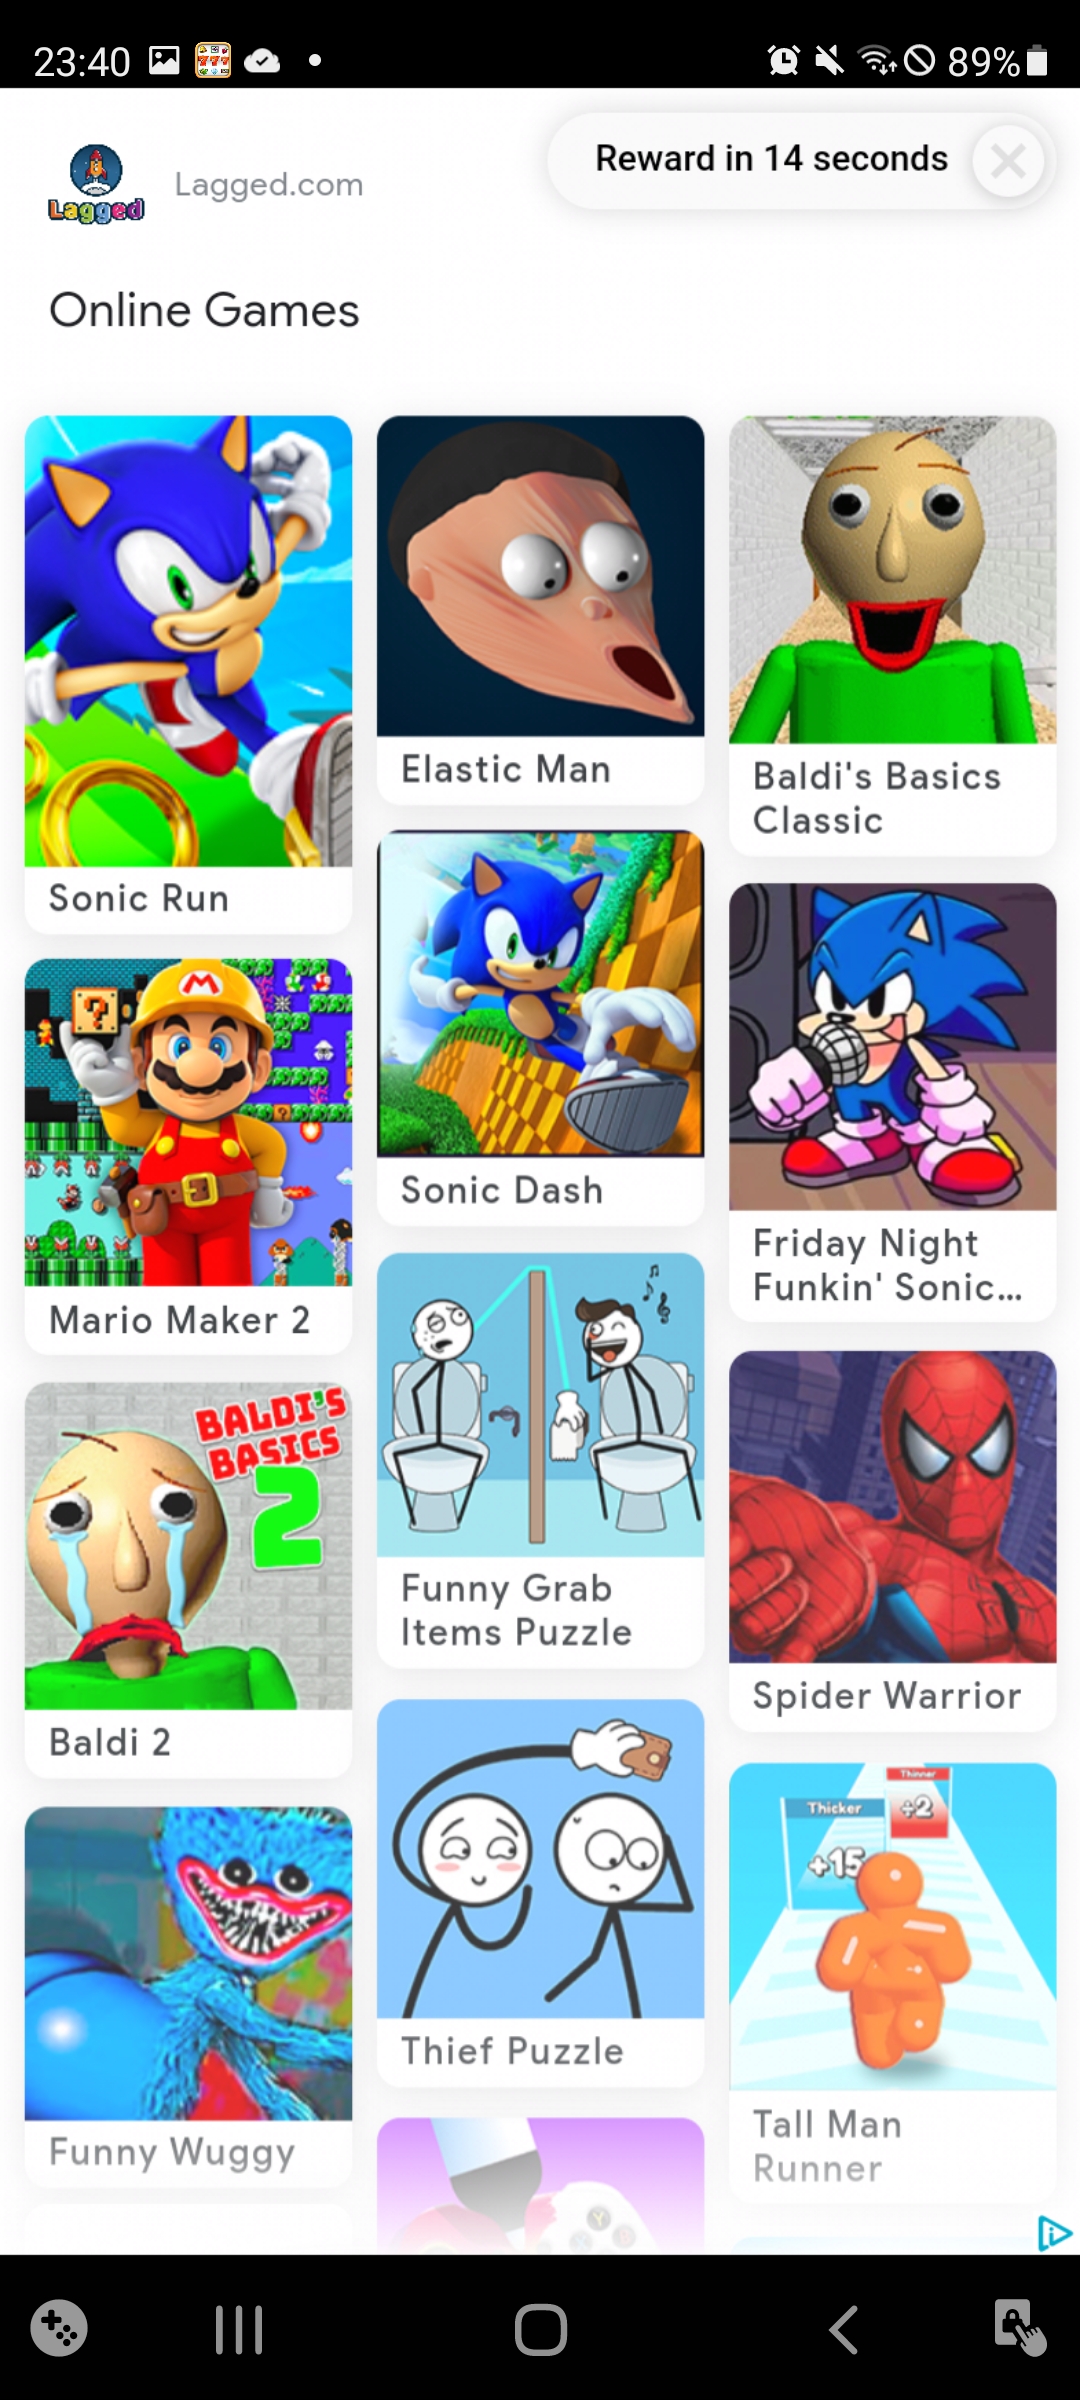 23:40
89%
Lagged
Lagged.com
Reward in 14 seconds
Online Games
Sonic Run
Elastic Man
Baldi's Basics
Classic
Sonic Dash
M
?
Mario Maker 2
Friday Night
Funkin' Sonic...
BALDI'S
BASICS
2
Baldi 2
Funny Grab
Items Puzzle
Spider Warrior
Funny Wuggy
Thief Puzzle
Thinner
÷2
Thicker
+15
Tall Man
Runner
Y